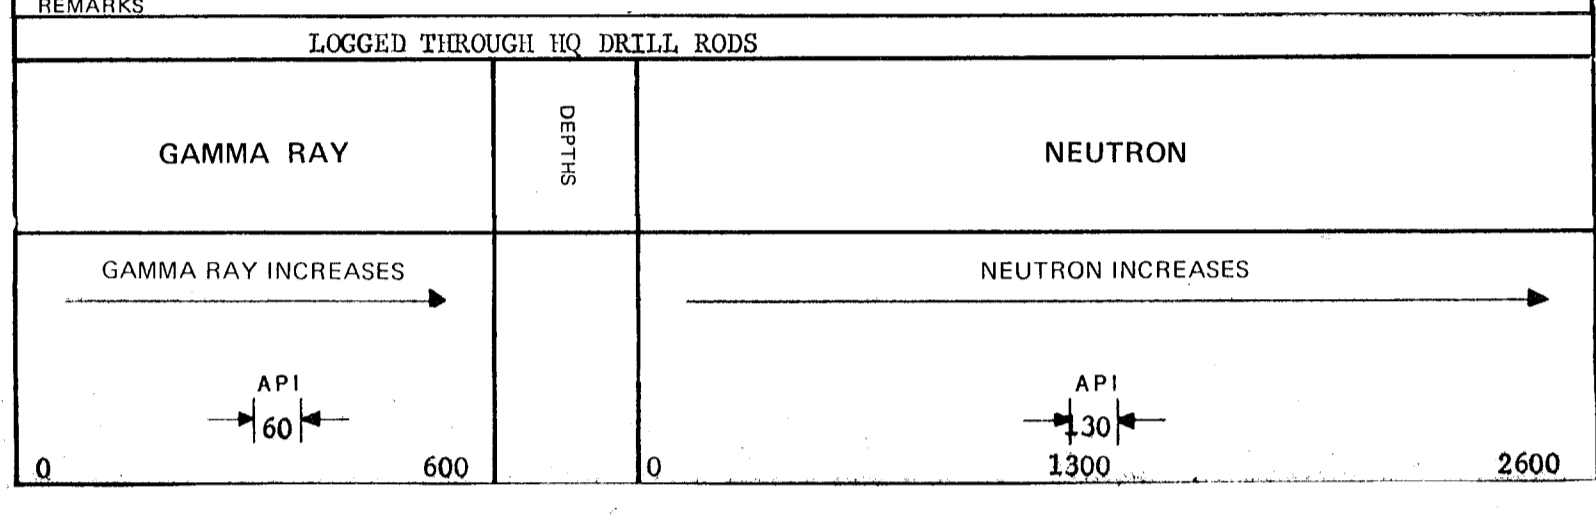 REMARKS
LOGGED THROUGH HQ DRILL RODS
GAMMA RAY
DEPTHS
NEUTRON
GAMMA RAY INCREASES
NEUTRON INCREASES
API
API
60
130
0
600
0
1300
2600